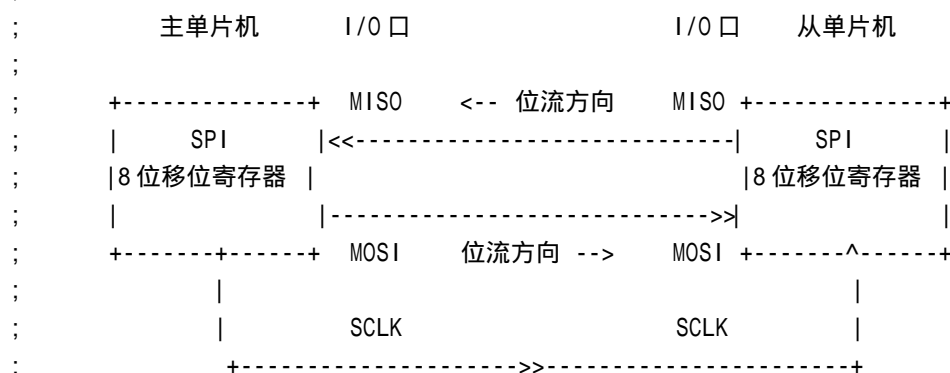 ;           主单片机      I/O 口                    I/O 口    从单片机
;
;       +--------------+  MISO    <-- 位流方向    MISO +--------------+
;       |     SPI      |<<-----------------------------|     SPI      |
;       |8 位移位寄存器 |                               |8 位移位寄存器 |
;       |              |----------------------------->>|              |
;       +-------+------+  MOSI    位流方向 -->    MOSI +-------^------+
;               |                                             |
;               |         SCLK                    SCLK        |
;               +---------------------->>---------------------+